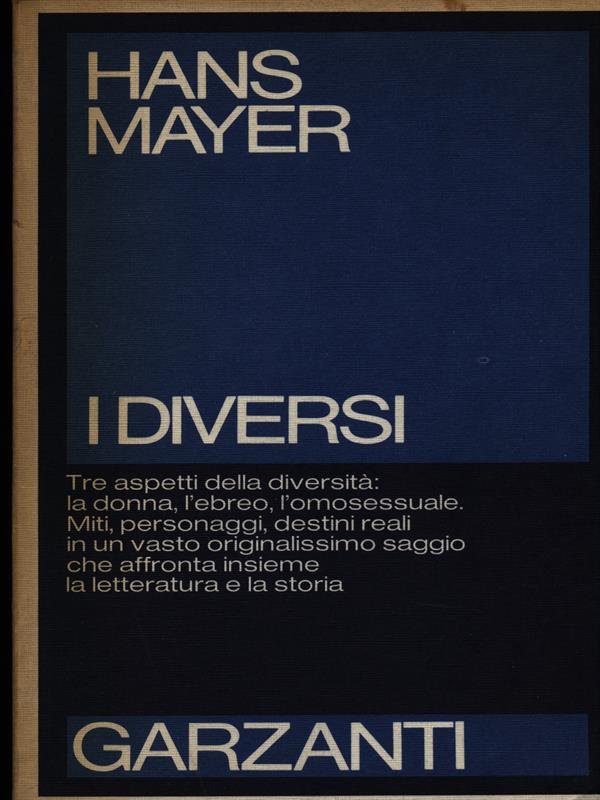 HANS
MAYER
I DIVERSI
Tre aspetti della diversità:
la donna, l'ebreo, l'omosessuale.
Miti, personaggi, destini reali
in un vasto originalissimo saggio
che affronta insieme
la letteratura e la storia
GARZANTI